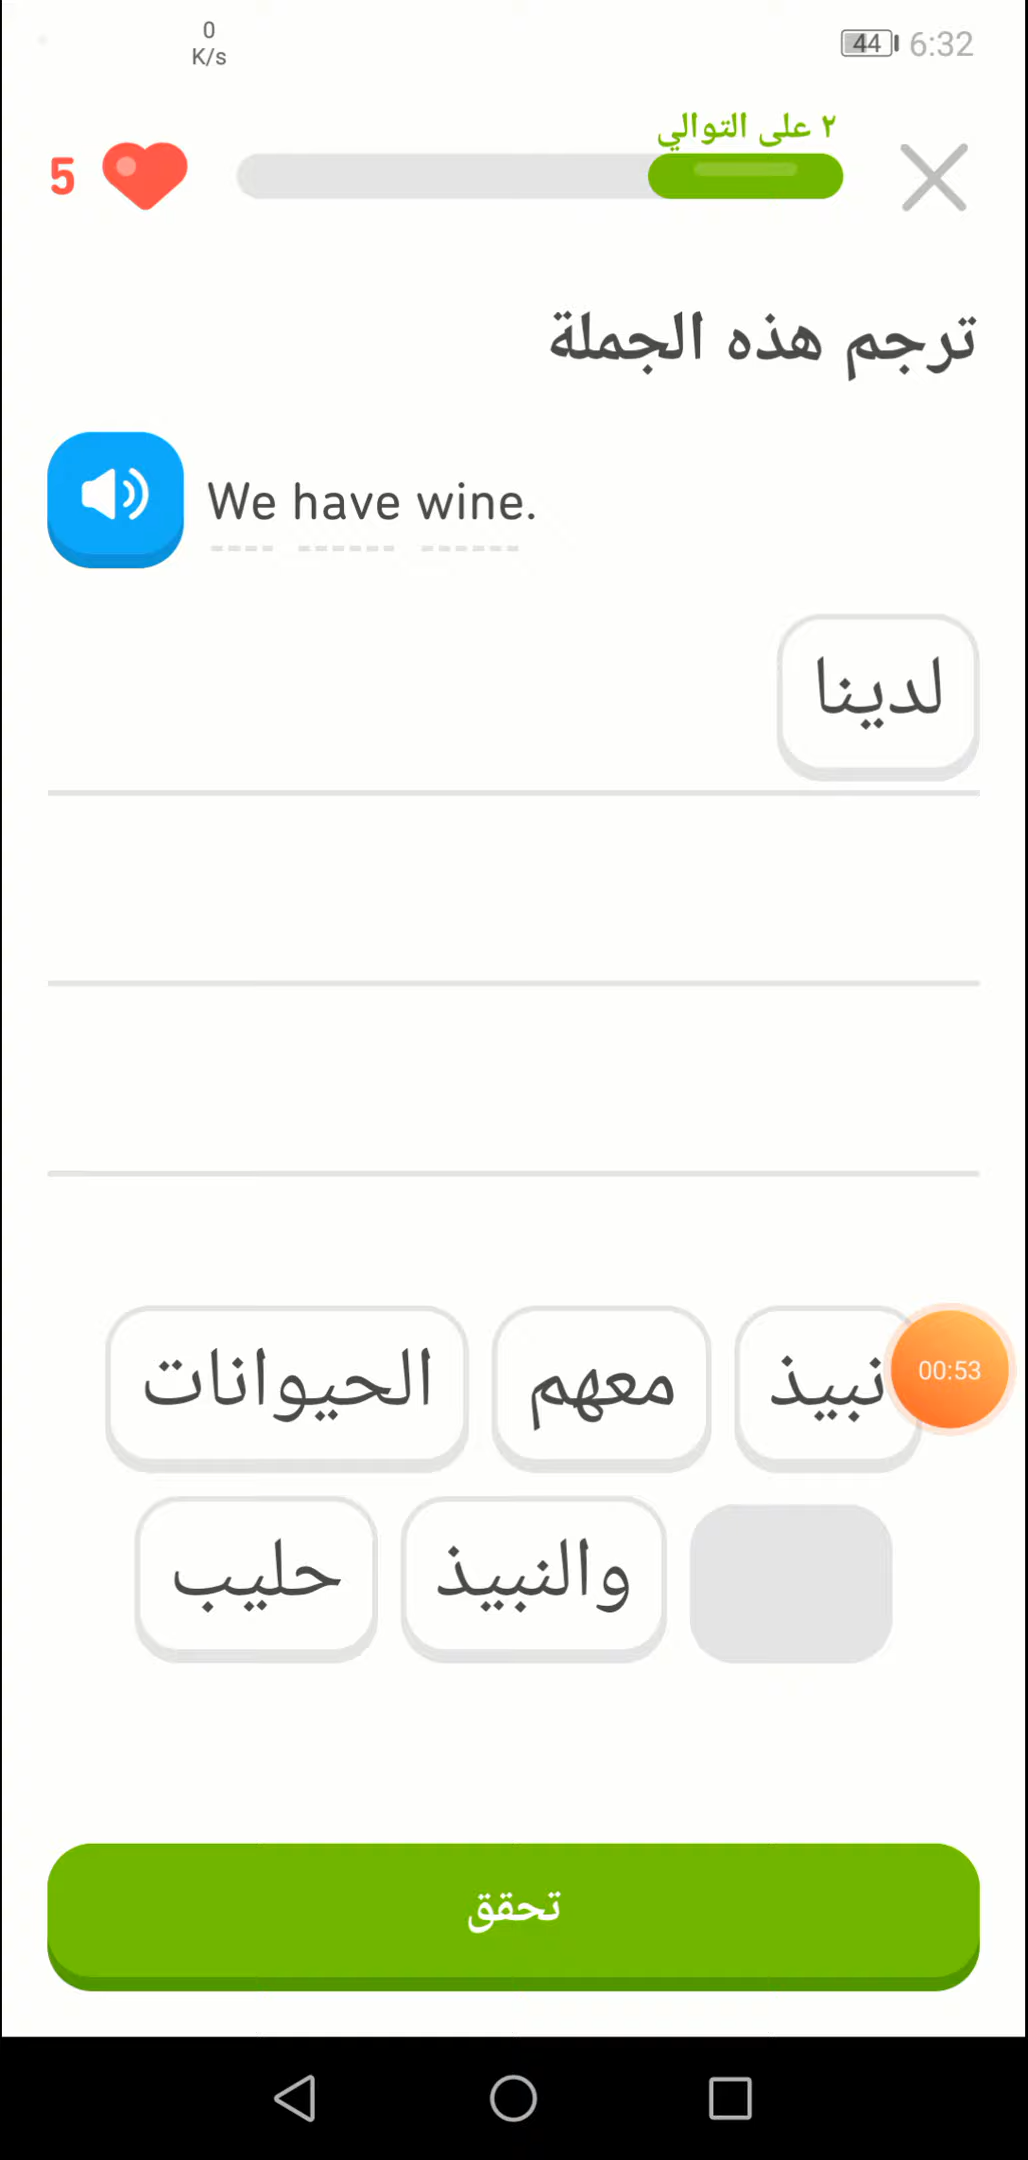 0
K/s
44 6:32
٢ على التوالي
5
ترجم هذه الجملة
We have wine.
لدينا
نبيذ معهم الحيوانات
00:53
والنبيذ حليب
تحقق